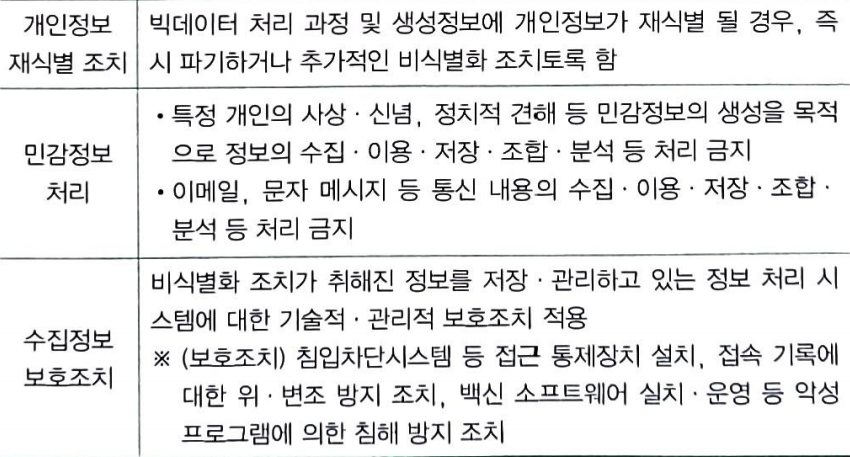 개인정보
재식별 조치
빅데이터 처리 과정 및 생성정보에 개인정보가 재식별 될 경우, 즉
시 파기하거나 추가적인 비식별화 조치토록 함
민감정보
처리
• 특정 개인의 사상 · 신념, 정치적 견해 등 민감정보의 생성을 목적
으로 정보의 수집 · 이용 · 저장 · 조합 · 분석 등 처리 금지
• 이메일, 문자 메시지 등 통신 내용의 수집 · 이용 · 저장 · 조합 ·
분석 등 처리 금지
수집정보
보호조치
비식별화 조치가 취해진 정보를 저장 · 관리하고 있는 정보 처리 시
스템에 대한 기술적 · 관리적 보호조치 적용
※ (보호조치) 침입차단시스템 등 접근 통제장치 설치, 접속 기록에
대한 위 · 변조 방지 조치, 백신 소프트웨어 실치 · 운영 등 악성
프로그램에 의한 침해 방지 조치